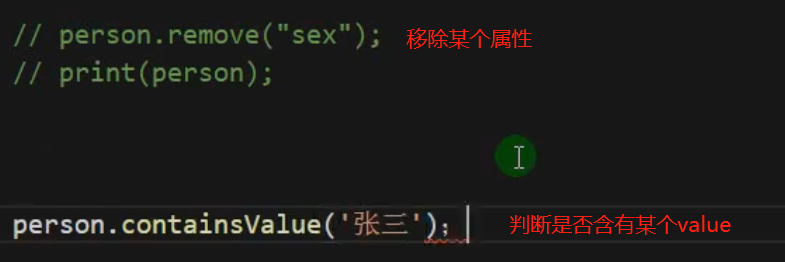 // person.remove("sex"); 移除某个属性
// print(person);
person.containsValue('张三')； 判断是否含有某个value